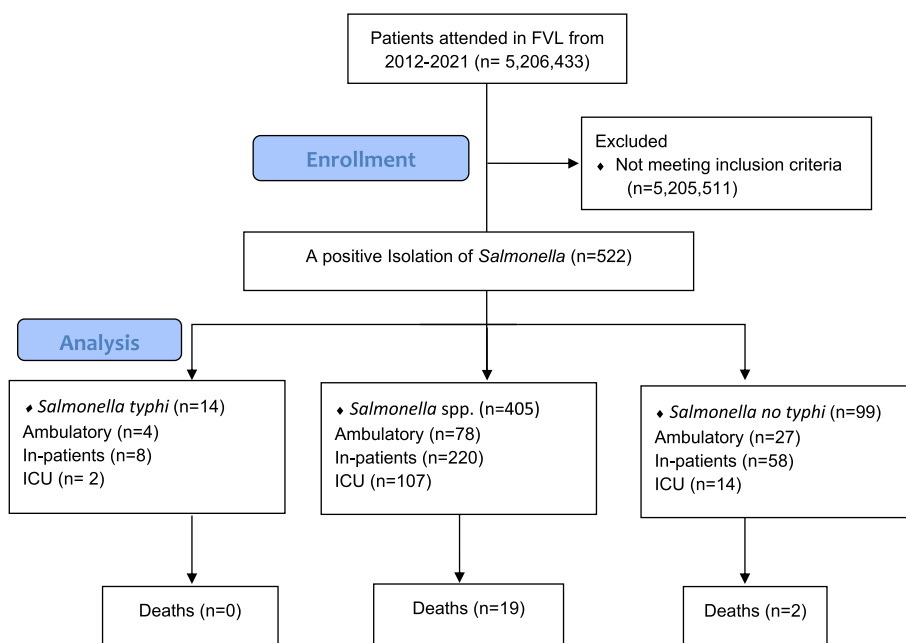 Patients attended in FVL from
2012-2021 (n= 5,206,433)
Enrollment
Excluded
♦ Not meeting inclusion criteria
(n=5,205,511)
A positive Isolation of Salmonella (n=522)
Analysis
♦ Salmonella typhi (n=14)
Ambulatory (n=4)
In-patients (n=8)
ICU (n= 2)
♦ Salmonella spp. (n=405)
Ambulatory (n=78)
In-patients (n=220)
ICU (n=107)
♦ Salmonella no typhi (n=99)
Ambulatory (n=27)
In-patients (n=58)
ICU (n=14)
Deaths (n=0)
Deaths (n=19)
Deaths (n=2)